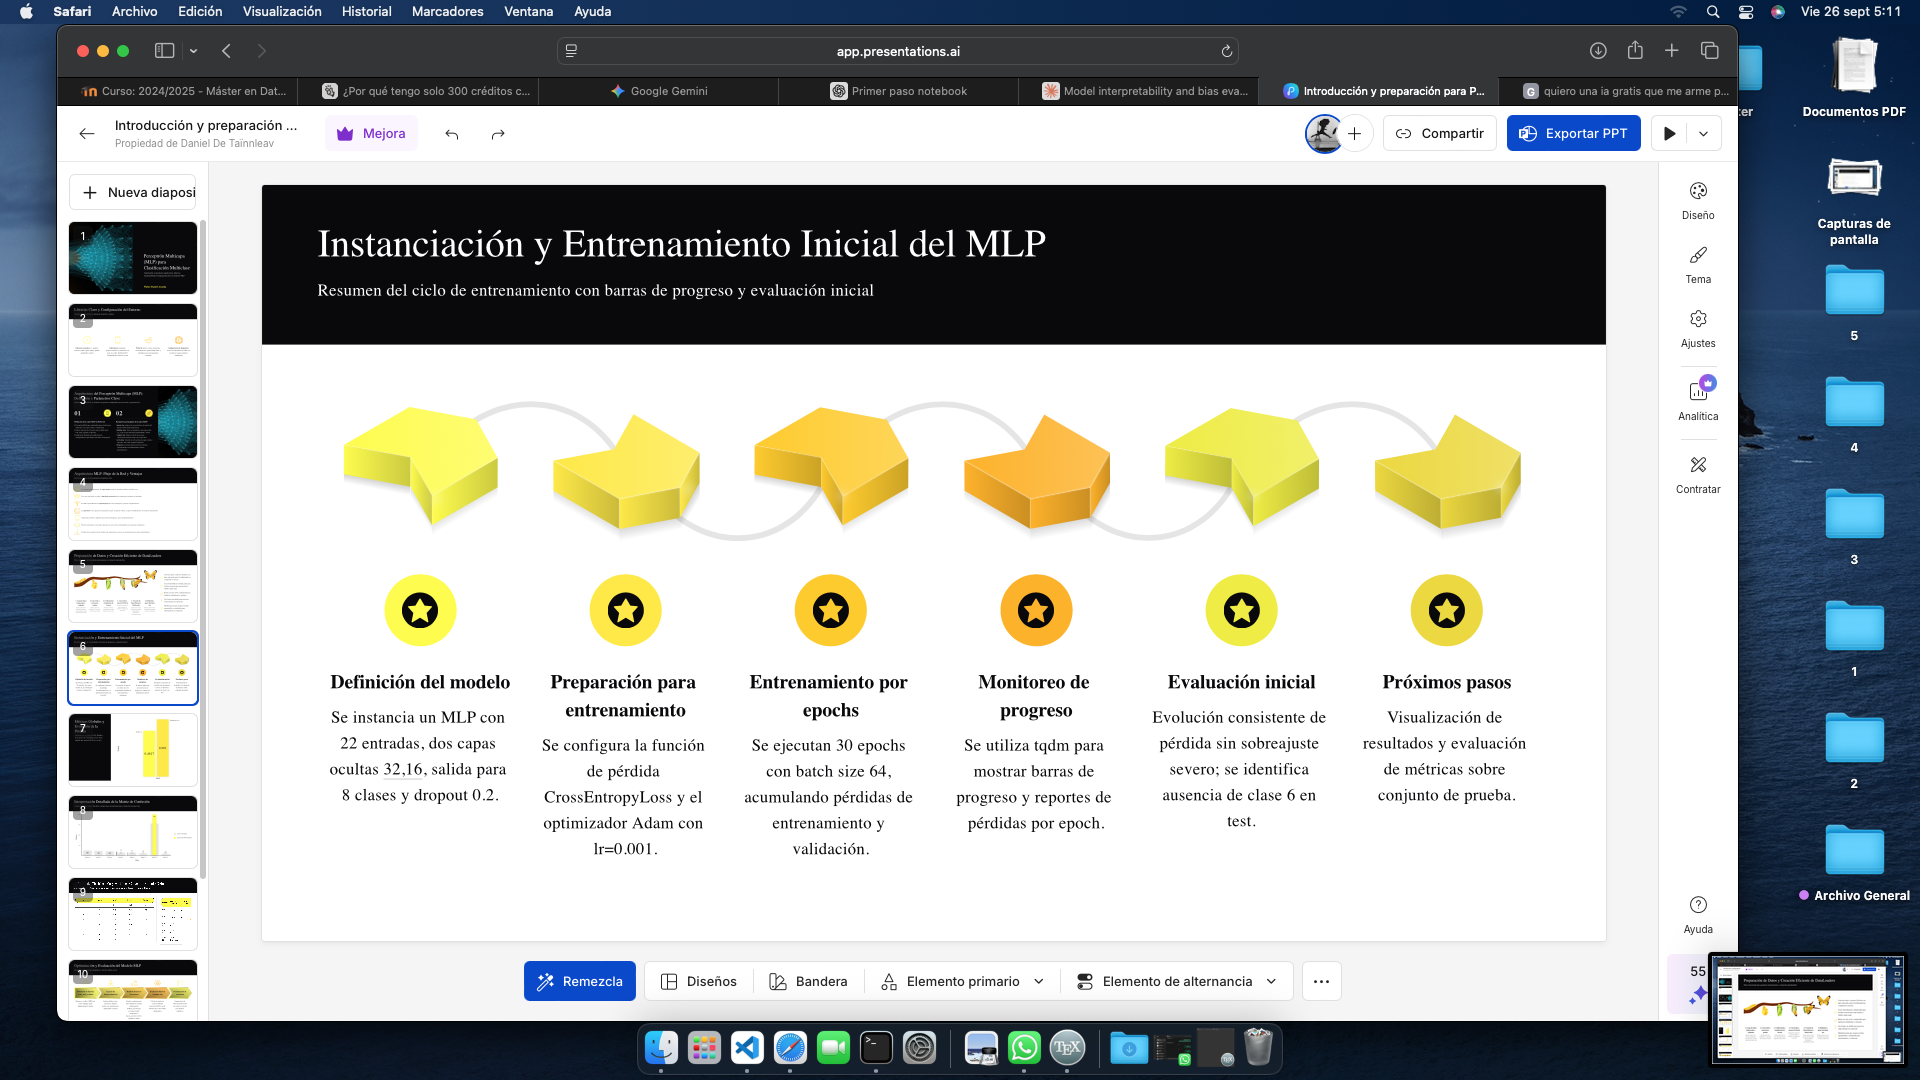 Safari Archivo Edición Visualización Historial Marcadores Ventana Ayuda Vie 26 sept 5:11
app.presentations.ai
Curso: 2024/2025 - Máster en Dat...
¿Por qué tengo solo 300 créditos c...
Google Gemini
Primer paso notebook
Model interpretability and bias eva...
Introducción y preparación para P...
quiero una ia gratis que me arme p...
Introducción y preparación ...
Propiedad de Daniel De Taïnnleav
Mejora
Compartir
Exportar PPT
Nueva diaposi
1
Perceptrón Multicapa
(MLP) para
Clasificación Multiclase
2
3
01
02
4
5
6
7
8
9
10
Instanciación y Entrenamiento Inicial del MLP
Resumen del ciclo de entrenamiento con barras de progreso y evaluación inicial
Definición del modelo
Se instancia un MLP con
22 entradas, dos capas
ocultas 32,16, salida para
8 clases y dropout 0.2.
Preparación para
entrenamiento
Se configura la función
de pérdida
CrossEntropyLoss y el
optimizador Adam con
lr=0.001.
Entrenamiento por
epochs
Se ejecutan 30 epochs
con batch size 64,
acumulando pérdidas de
entrenamiento y
validación.
Monitoreo de
progreso
Se utiliza tqdm para
mostrar barras de
progreso y reportes de
pérdidas por epoch.
Evaluación inicial
Evolución consistente de
pérdida sin sobreajuste
severo; se identifica
ausencia de clase 6 en
test.
Próximos pasos
Visualización de
resultados y evaluación
de métricas sobre
conjunto de prueba.
Remezcla
Diseños
Bandera
Elemento primario
Elemento de alternancia
Diseño
Tema
Ajustes
Analítica
Contratar
Ayuda
55
ter
Documentos PDF
Capturas de
pantalla
5
4
3
1
2
Archivo General
TEX